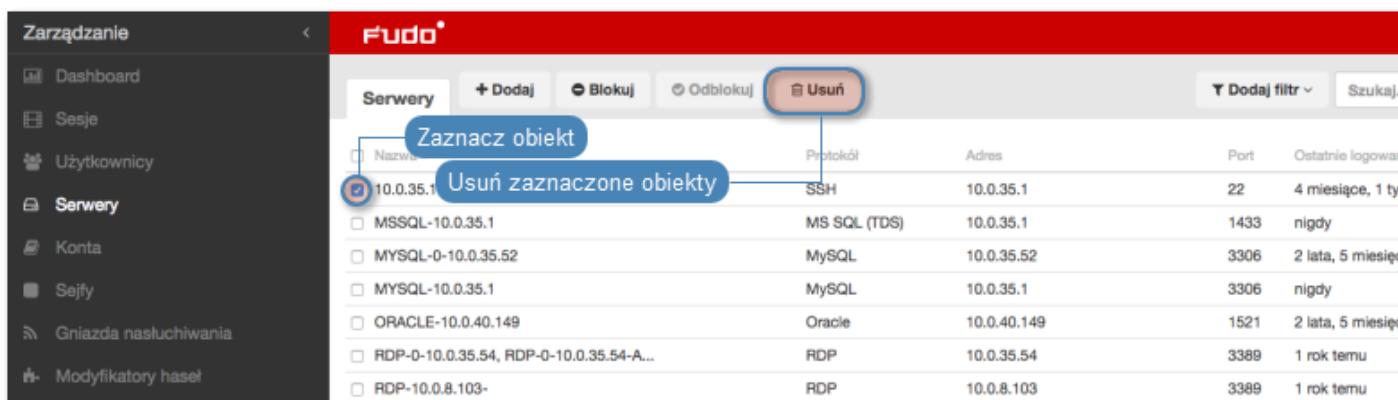 Zarządzanie
Fudo
Dashboard
Sesje
Użytkownicy
Serwery
Konta
Sejfy
Gniazda nasłuchiwania
Modyfikatory haseł
Serwery + Dodaj Blokuj Odblokuj Usuń Dodaj filtr Szukaj.
Zaznacz obiekt
Usuń zaznaczone obiekty
Nazwa Protokół Adres Port Ostatnie logowan
10.0.35.1 SSH 10.0.35.1 22 4 miesiące, 1 ty
MSSQL-10.0.35.1 MS SQL (TDS) 10.0.35.1 1433 nigdy
MYSQL-0-10.0.35.52 MySQL 10.0.35.52 3306 2 lata, 5 miesięc
MYSQL-10.0.35.1 MySQL 10.0.35.1 3306 nigdy
ORACLE-10.0.40.149 Oracle 10.0.40.149 1521 2 lata, 5 miesięc
RDP-0-10.0.35.54, RDP-0-10.0.35.54-A... RDP 10.0.35.54 3389 1 rok temu
RDP-10.0.8.103- RDP 10.0.8.103 3389 1 rok temu